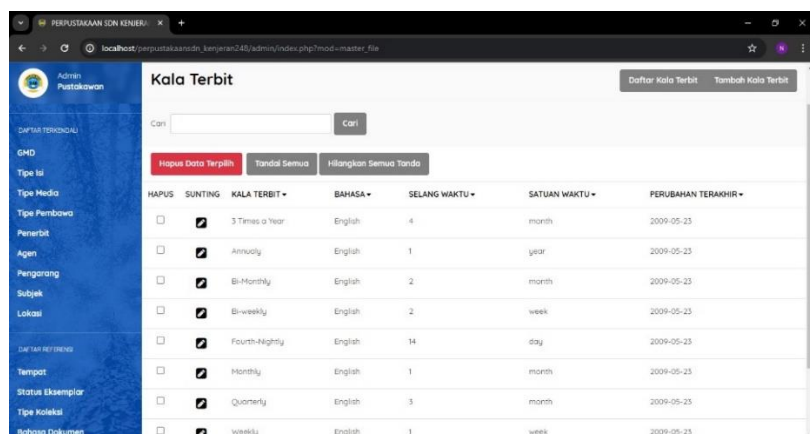 PERPUSTAKAAN SDN KENJERA
localhost/perpustakaansdn_kenjeran248/admin/index.php?mod=master_file
N
Admin
Pustakawan
Kala Terbit
Daftar Kala Terbit Tambah Kala Terbit
DAFTAR TERKENDALI
GMD
Tipe Isi
Tipe Media
Tipe Pembawa
Penerbit
Agen
Pengarang
Subjek
Lokasi
DAFTAR REFERENSI
Tempat
Status Eksemplar
Tipe Koleksi
Bahasa Dokumen
Cari
Cari
Hapus Data Terpilih Tandai Semua Hilangkan Semua Tanda
HAPUS SUNTING KALA TERBIT BAHASA SELANG WAKTU SATUAN WAKTU PERUBAHAN TERAKHIR
3 Times a Year English 4 month 2009-05-23
Annualy English 1 year 2009-05-23
Bi-Monthly English 2 month 2009-05-23
Bi-weekly English 2 week 2009-05-23
Fourth-Nightly English 14 day 2009-05-23
Monthly English 1 month 2009-05-23
Quarterly English 3 month 2009-05-23
Weekly English 1 week 2009-05-23